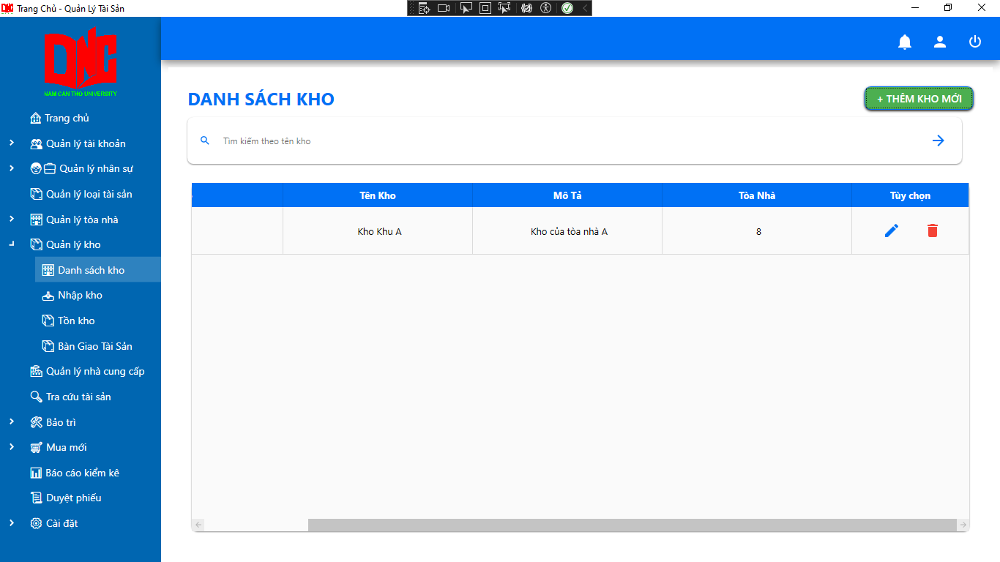 Trang Chủ - Quản Lý Tài Sản
DNC
NAM CAN THO UNIVERSITY
Trang chủ
Quản lý tài khoản
Quản lý nhân sự
Quản lý loại tài sản
Quản lý tòa nhà
Quản lý kho
Danh sách kho
Nhập kho
Tồn kho
Bàn Giao Tài Sản
Quản lý nhà cung cấp
Tra cứu tài sản
Bảo trì
Mua mới
Báo cáo kiểm kê
Duyệt phiếu
Cài đặt
DANH SÁCH KHO
+ THÊM KHO MỚI
Tìm kiếm theo tên kho
Tên Kho Mô Tả Tòa Nhà Tùy chọn
Kho Khu A Kho của tòa nhà A 8